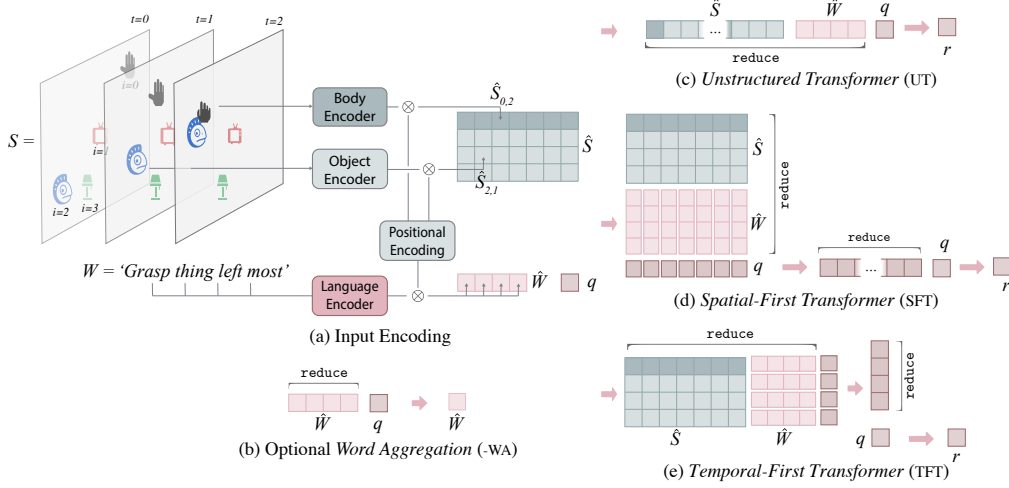 t=0
t=1
t=2
i=0
S =
i=1
i=2
i=3
Body
Encoder
Ŝ0,2
Ŝ
Object
Encoder
Ŝ2,1
Positional
Encoding
W = ‘Grasp thing left most’
Language
Encoder
Ŵ
q
(a) Input Encoding
reduce
Ŵ
q
Ŵ
(b) Optional Word Aggregation (-WA)
Ŝ
...
Ŵ
q
r
reduce
(c) Unstructured Transformer (UT)
Ŝ
reduce
Ŵ
q
reduce
...
q
r
(d) Spatial-First Transformer (SFT)
reduce
reduce
Ŝ
Ŵ
q
r
(e) Temporal-First Transformer (TFT)